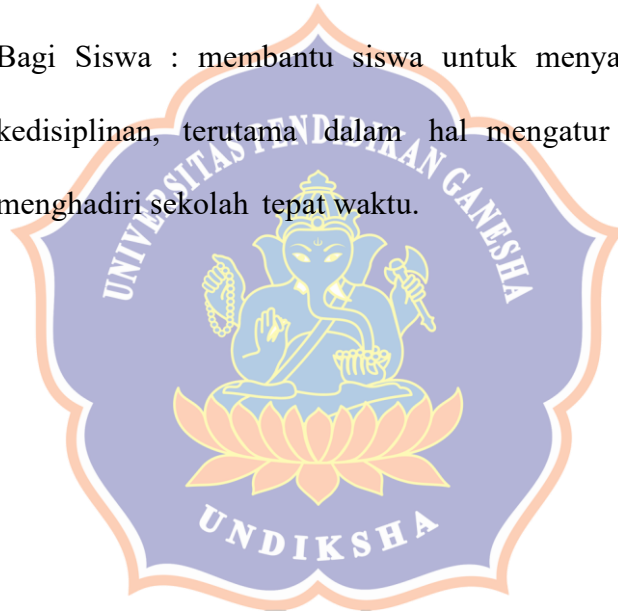 Bagi Siswa : membantu siswa untuk menya
kedisiplinan, terutama dalam hal mengatur
menghadiri sekolah tepat waktu.
UNIVERSITAS PENDIDIKAN GANESHA
UNDIKSHA